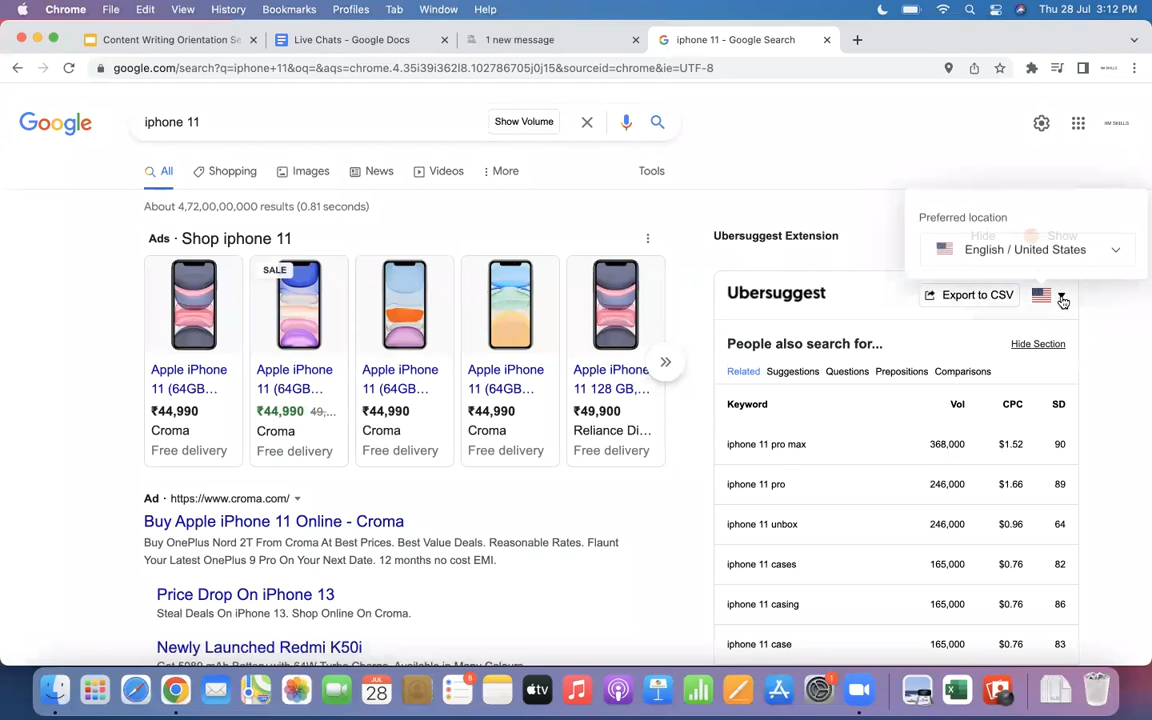 Chrome File Edit View History Bookmarks Profiles Tab Window Help Thu 28 Jul 3:12 PM
Content Writing Orientation Se Live Chats - Google Docs 1 new message iphone 11 - Google Search
google.com/search?q=iphone+11&oq=&aqs=chrome.4.35i39i362l8.102786705j0j15&sourceid=chrome&ie=UTF-8
Google iphone 11 Show Volume HM SKILLS
All Shopping Images News Videos More Tools
About 4,72,00,00,000 results (0.81 seconds)
Ads · Shop iphone 11
SALE
Apple iPhone 11 (64GB...
₹44,990
Croma
Free delivery
Apple iPhone 11 (64GB...
₹44,990 49,...
Croma
Free delivery
Apple iPhone 11 (64GB...
₹44,990
Croma
Free delivery
Apple iPhone 11 (64GB...
₹44,990
Croma
Free delivery
Apple iPhone 11 128 GB,...
₹49,900
Reliance Di...
Free delivery
Ad · https://www.croma.com/
Buy Apple iPhone 11 Online - Croma
Buy OnePlus Nord 2T From Croma At Best Prices. Best Value Deals. Reasonable Rates. Flaunt
Your Latest OnePlus 9 Pro On Your Next Date. 12 months no cost EMI.
Price Drop On iPhone 13
Steal Deals On iPhone 13. Shop Online On Croma.
Newly Launched Redmi K50i
Preferred location
Hide Show
English / United States
Ubersuggest Extension
Ubersuggest Export to CSV
People also search for... Hide Section
Related Suggestions Questions Prepositions Comparisons
Keyword Vol CPC SD
iphone 11 pro max 368,000 $1.52 90
iphone 11 pro 246,000 $1.66 89
iphone 11 unbox 246,000 $0.96 64
iphone 11 cases 165,000 $0.76 82
iphone 11 casing 165,000 $0.76 86
iphone 11 case 165,000 $0.76 83
JUL
28
6
tv
1